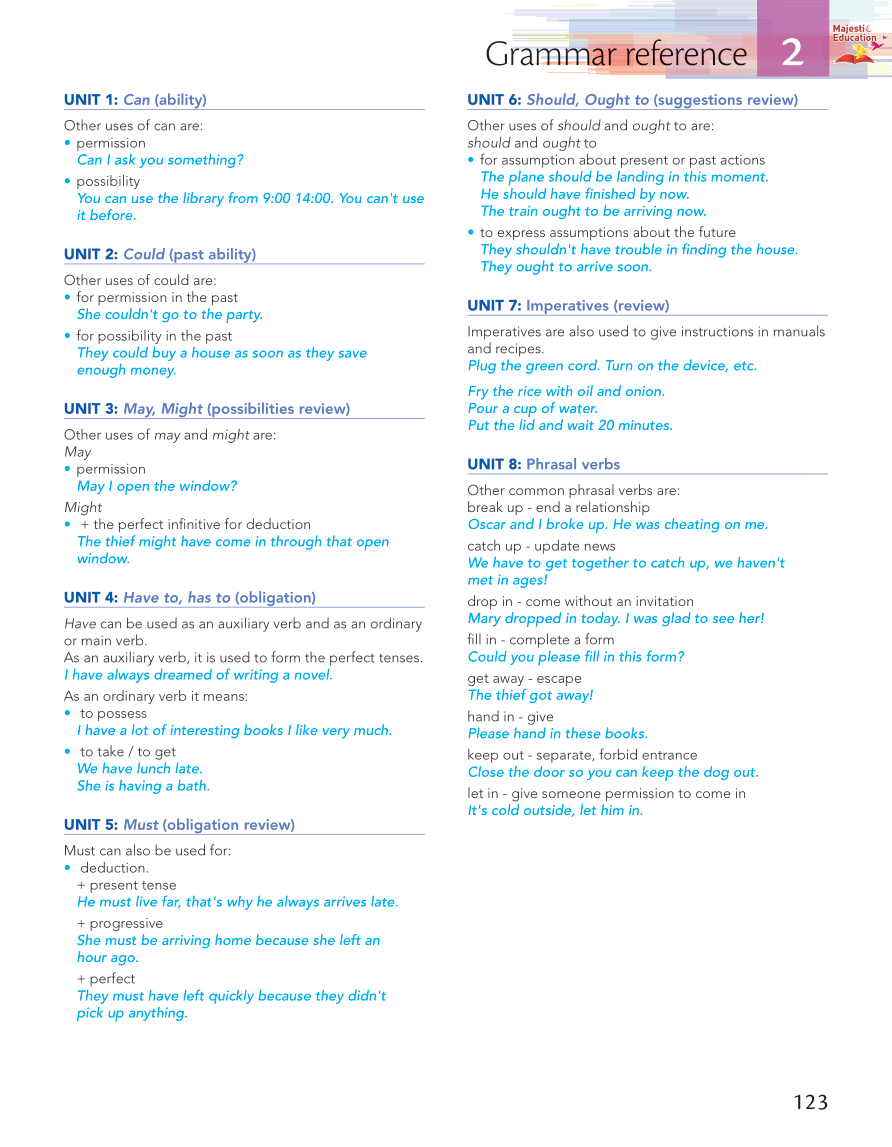 Grammar reference 2
Majestic
Education
UNIT 1: Can (ability)
Other uses of can are:
• permission
Can I ask you something?
• possibility
You can use the library from 9:00 14:00. You can't use
it before.
UNIT 2: Could (past ability)
Other uses of could are:
• for permission in the past
She couldn't go to the party.
• for possibility in the past
They could buy a house as soon as they save
enough money.
UNIT 3: May, Might (possibilities review)
Other uses of may and might are:
May
• permission
May I open the window?
Might
• + the perfect infinitive for deduction
The thief might have come in through that open
window.
UNIT 4: Have to, has to (obligation)
Have can be used as an auxiliary verb and as an ordinary
or main verb.
As an auxiliary verb, it is used to form the perfect tenses.
I have always dreamed of writing a novel.
As an ordinary verb it means:
• to possess
I have a lot of interesting books I like very much.
• to take / to get
We have lunch late.
She is having a bath.
UNIT 5: Must (obligation review)
Must can also be used for:
• deduction.
+ present tense
He must live far, that's why he always arrives late.
+ progressive
She must be arriving home because she left an
hour ago.
+ perfect
They must have left quickly because they didn't
pick up anything.
UNIT 6: Should, Ought to (suggestions review)
Other uses of should and ought to are:
should and ought to
• for assumption about present or past actions
The plane should be landing in this moment.
He should have finished by now.
The train ought to be arriving now.
• to express assumptions about the future
They shouldn't have trouble in finding the house.
They ought to arrive soon.
UNIT 7: Imperatives (review)
Imperatives are also used to give instructions in manuals
and recipes.
Plug the green cord. Turn on the device, etc.
Fry the rice with oil and onion.
Pour a cup of water.
Put the lid and wait 20 minutes.
UNIT 8: Phrasal verbs
Other common phrasal verbs are:
break up - end a relationship
Oscar and I broke up. He was cheating on me.
catch up - update news
We have to get together to catch up, we haven't
met in ages!
drop in - come without an invitation
Mary dropped in today. I was glad to see her!
fill in - complete a form
Could you please fill in this form?
get away - escape
The thief got away!
hand in - give
Please hand in these books.
keep out - separate, forbid entrance
Close the door so you can keep the dog out.
let in - give someone permission to come in
It's cold outside, let him in.
123